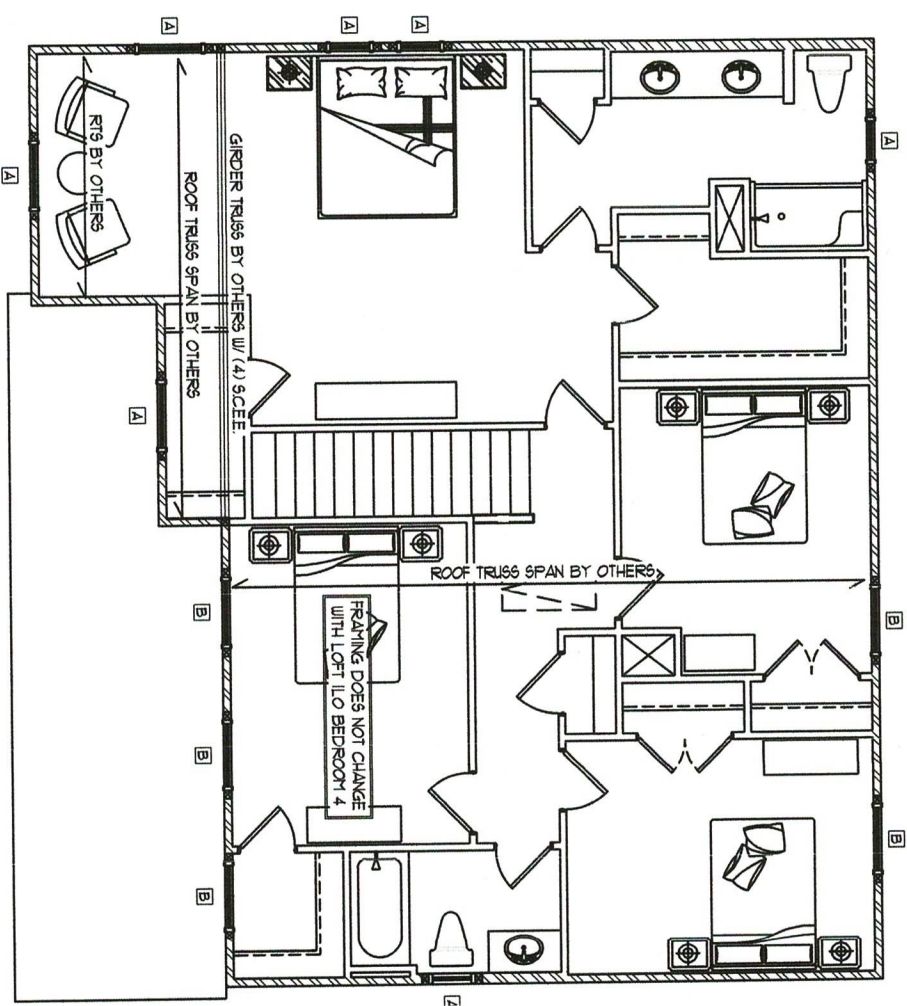 A
A
A
A
A
RTS BY OTHERS
ROOF TRUSS SPAN BY OTHERS
GIRDER TRUSS BY OTHERS W/ (4) S.C.E.E.
A
ROOF TRUSS SPAN BY OTHERS
FRAMING DOES NOT CHANGE
WITH LOFT ILO BEDROOM 4
B
B
B
B
B
A